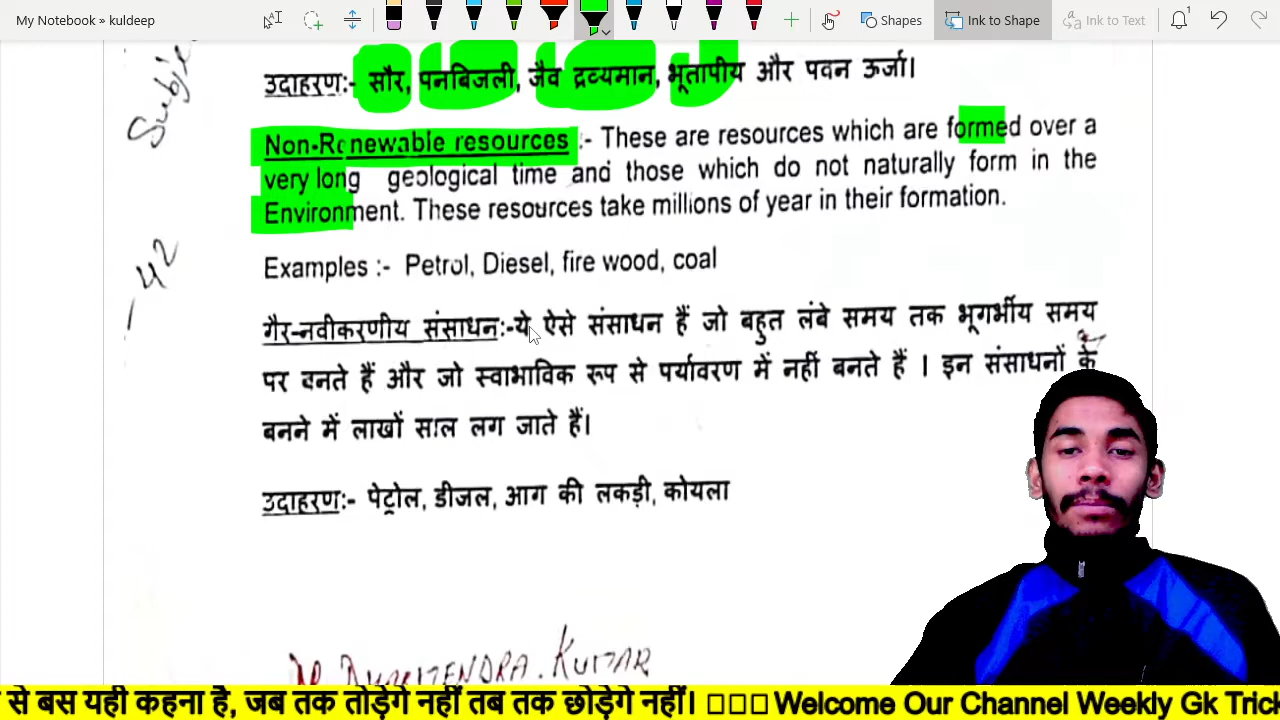 My Notebook » kuldeep
Shapes
Ink to Shape
Ink to Text
Subje
उदाहरण:- सौर, पनबिजली, जैव द्रव्यमान, भूतापीय और पवन ऊर्जा।
Non-Renewable resources :- These are resources which are formed over a
very long geological time and those which do not naturally form in the
Environment. These resources take millions of year in their formation.
- 42
Examples :- Petrol, Diesel, fire wood, coal
गैर-नवीकरणीय संसाधन:-ये ऐसे संसाधन हैं जो बहुत लंबे समय तक भूगर्भीय समय
पर बनते हैं और जो स्वाभाविक रूप से पर्यावरण में नहीं बनते हैं । इन संसाधनों के
बनने में लाखों साल लग जाते हैं।
उदाहरण:- पेट्रोल, डीजल, आग की लकड़ी, कोयला
KUMAR
से बस यही कहना है, जब तक तोड़ेगे नहीं तब तक छोड़ेगे नहीं। Welcome Our Channel Weekly Gk Tric